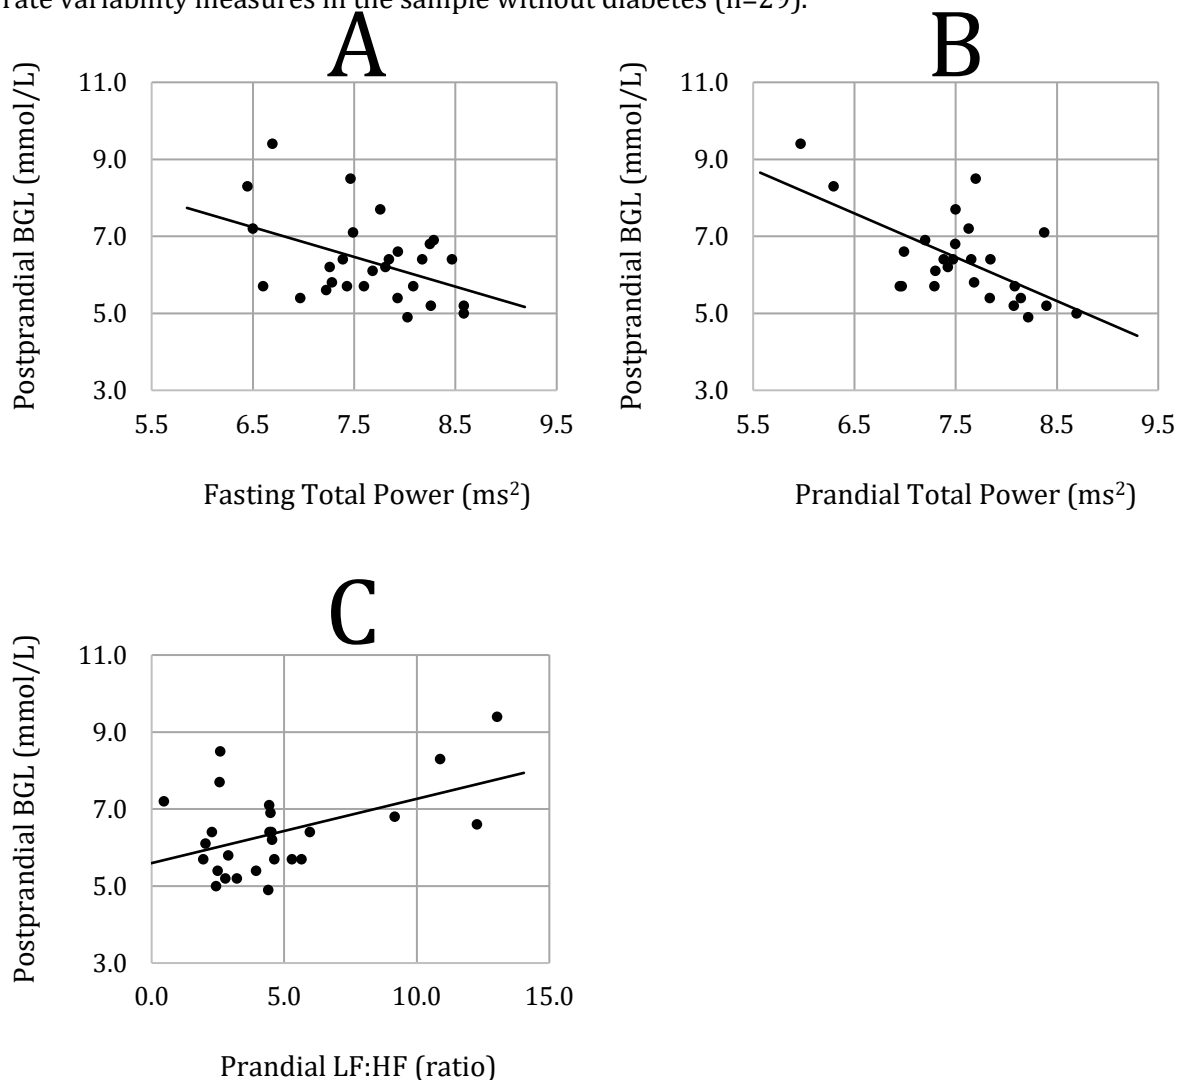 rate variability measures in the sample without diabetes (n=29).
A
B
Postprandial BGL (mmol/L)
11.0
9.0
7.0
5.0
3.0
5.5 6.5 7.5 8.5 9.5
Fasting Total Power (ms²)
Postprandial BGL (mmol/L)
11.0
9.0
7.0
5.0
3.0
5.5 6.5 7.5 8.5 9.5
Prandial Total Power (ms²)
C
Postprandial BGL (mmol/L)
11.0
9.0
7.0
5.0
3.0
0.0 5.0 10.0 15.0
Prandial LF:HF (ratio)